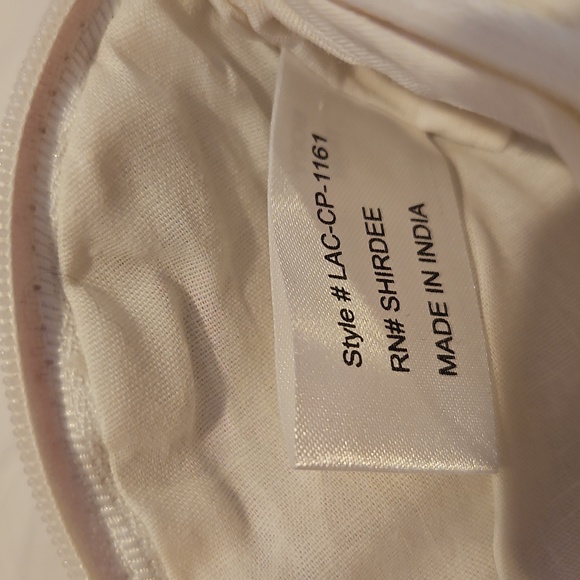 Style # LAC-CP-1161
RN# SHIRDEE
MADE IN INDIA